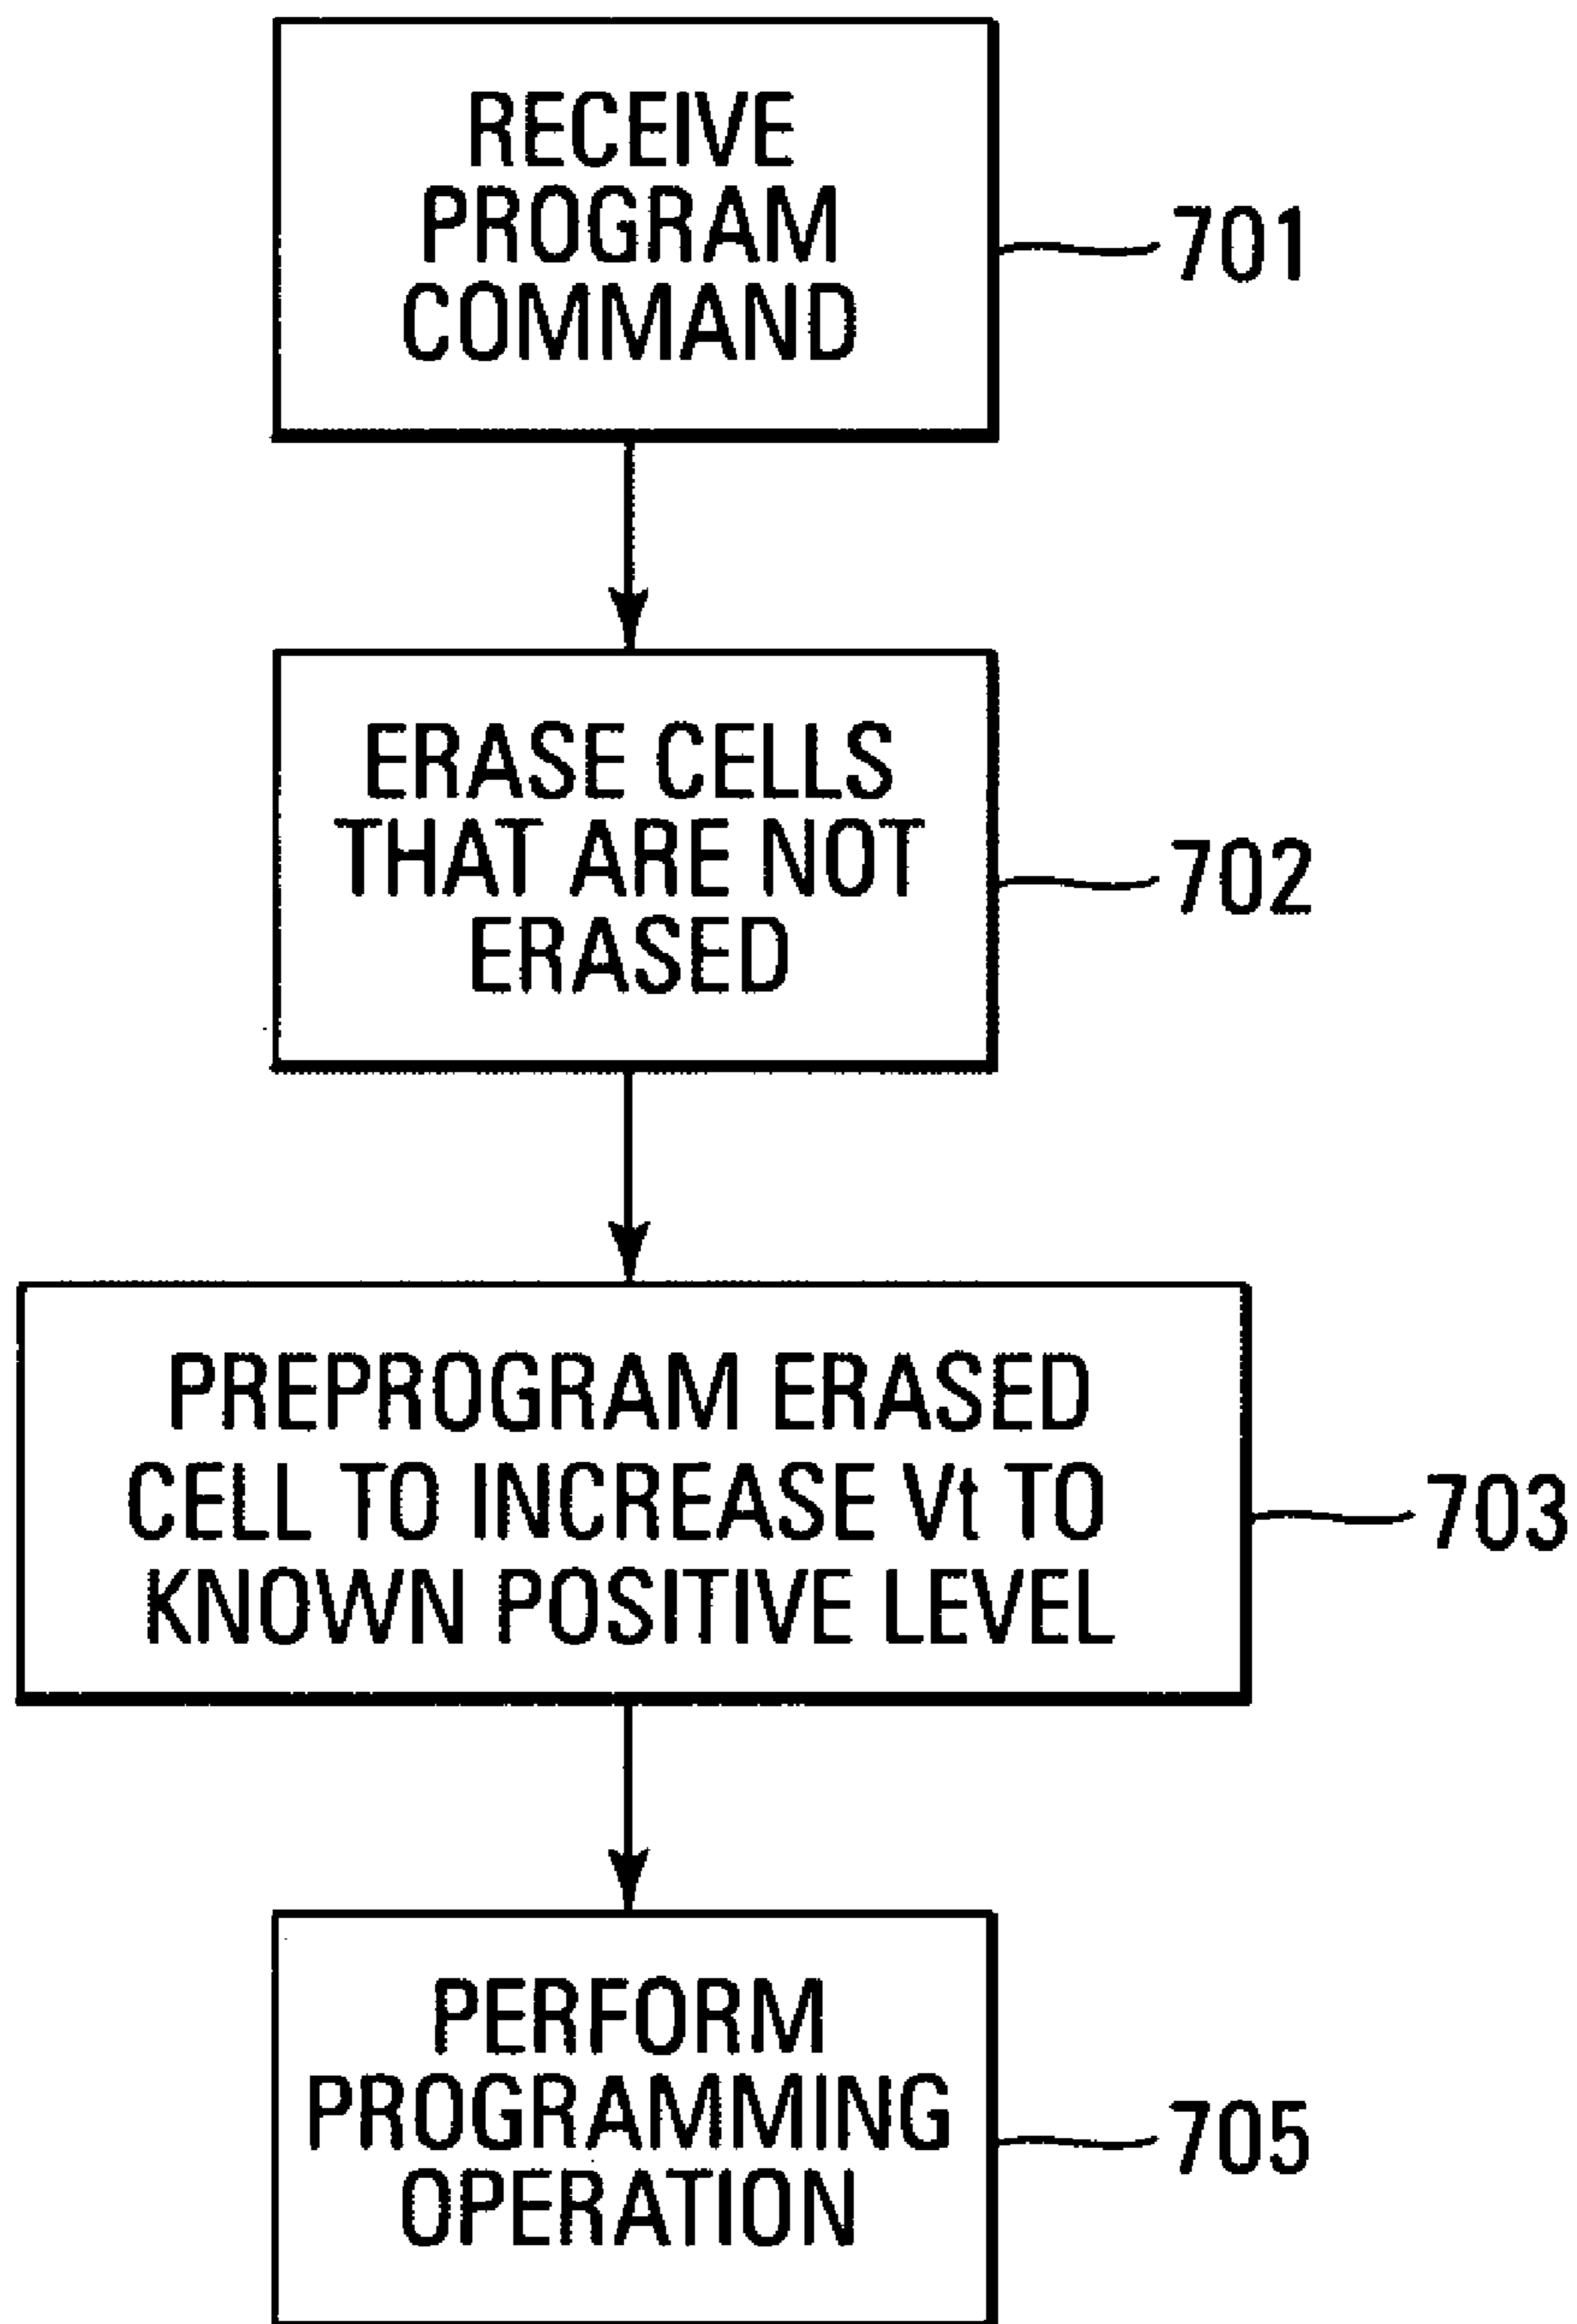 RECEIVE
PROGRAM
COMMAND
701
ERASE CELLS
THAT ARE NOT
ERASED
702
PREPROGRAM ERASED
CELL TO INCREASE Vt TO
KNOWN POSITIVE LEVEL
703
PERFORM
PROGRAMMING
OPERATION
705